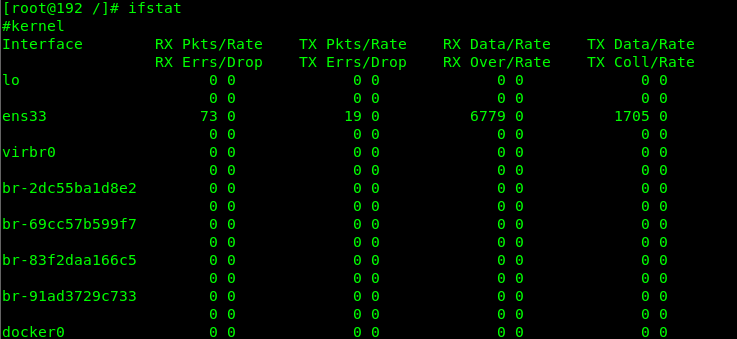 [root@192 /]# ifstat
#kernel
Interface        RX Pkts/Rate    TX Pkts/Rate    RX Data/Rate    TX Data/Rate
                 RX Errs/Drop    TX Errs/Drop    RX Over/Rate    TX Coll/Rate
lo                     0 0             0 0             0 0             0 0
                       0 0             0 0             0 0             0 0
ens33                 73 0            19 0          6779 0          1705 0
                       0 0             0 0             0 0             0 0
virbr0                 0 0             0 0             0 0             0 0
                       0 0             0 0             0 0             0 0
br-2dc55ba1d8e2        0 0             0 0             0 0             0 0
                       0 0             0 0             0 0             0 0
br-69cc57b599f7        0 0             0 0             0 0             0 0
                       0 0             0 0             0 0             0 0
br-83f2daa166c5        0 0             0 0             0 0             0 0
                       0 0             0 0             0 0             0 0
br-91ad3729c733        0 0             0 0             0 0             0 0
                       0 0             0 0             0 0             0 0
docker0                0 0             0 0             0 0             0 0